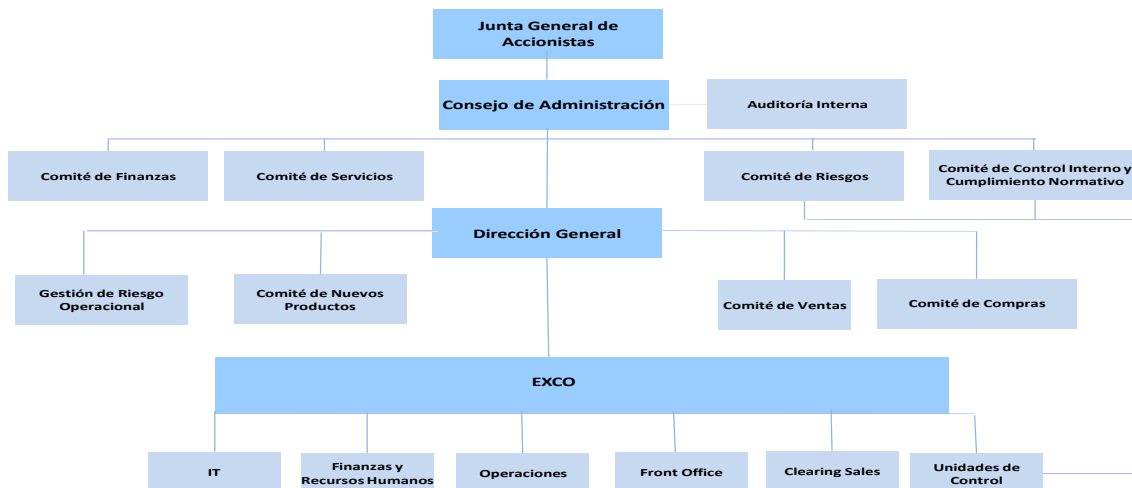 Junta General de
Accionistas
Consejo de Administración
Auditoría Interna
Comité de Finanzas
Comité de Servicios
Comité de Riesgos
Comité de Control Interno y
Cumplimiento Normativo
Dirección General
Gestión de Riesgo
Operacional
Comité de Nuevos
Productos
Comité de Ventas
Comité de Compras
EXCO
IT
Finanzas y
Recursos Humanos
Operaciones
Front Office
Clearing Sales
Unidades de
Control